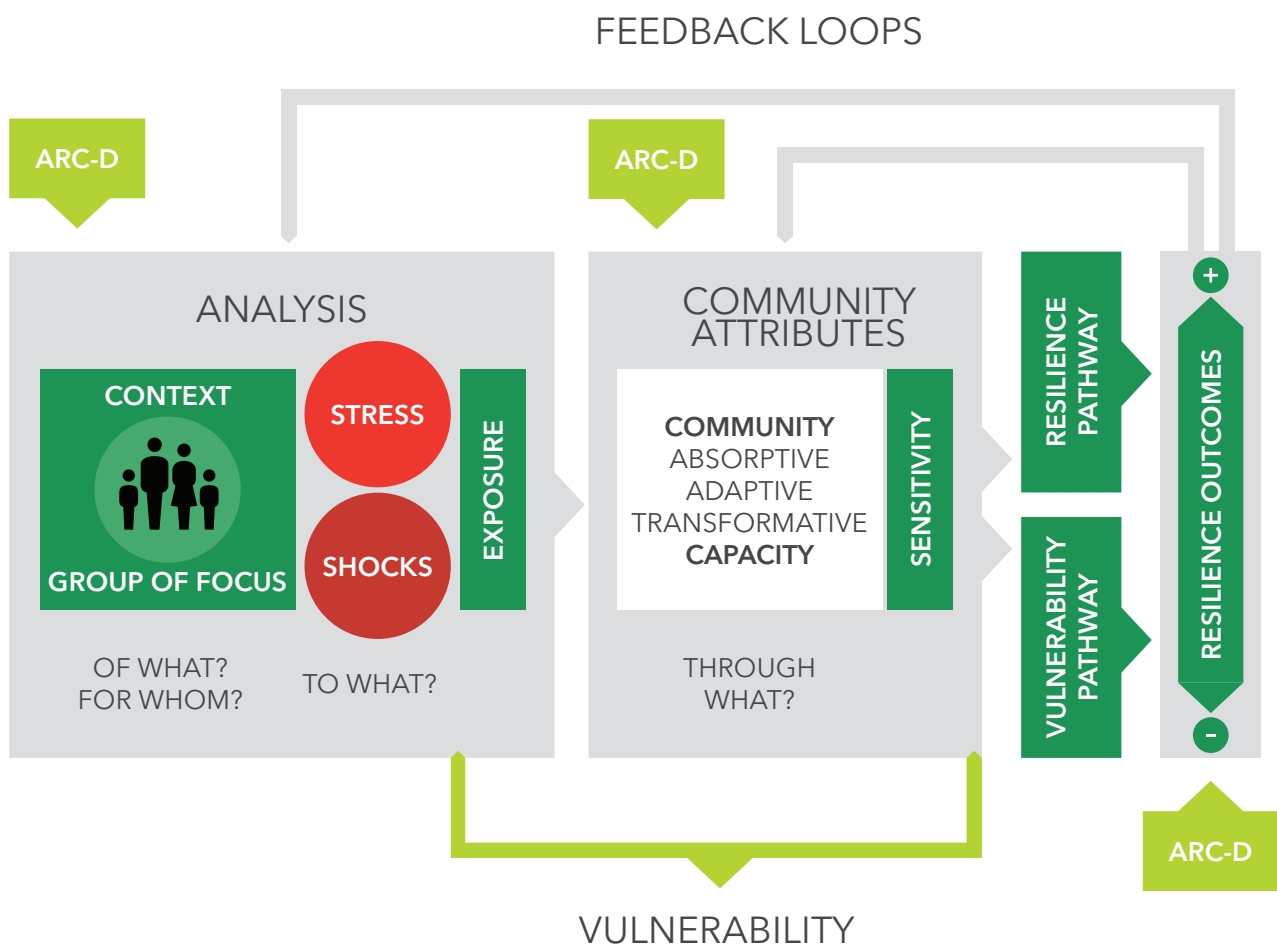 FEEDBACK LOOPS
ARC-D
ARC-D
ANALYSIS
CONTEXT
GROUP OF FOCUS
STRESS
SHOCKS
EXPOSURE
OF WHAT?
FOR WHOM?
TO WHAT?
COMMUNITY
ATTRIBUTES
COMMUNITY
ABSORPTIVE
ADAPTIVE
TRANSFORMATIVE
CAPACITY
SENSITIVITY
THROUGH
WHAT?
RESILIENCE
PATHWAY
VULNERABILITY
PATHWAY
+
RESILIENCE OUTCOMES
-
ARC-D
VULNERABILITY